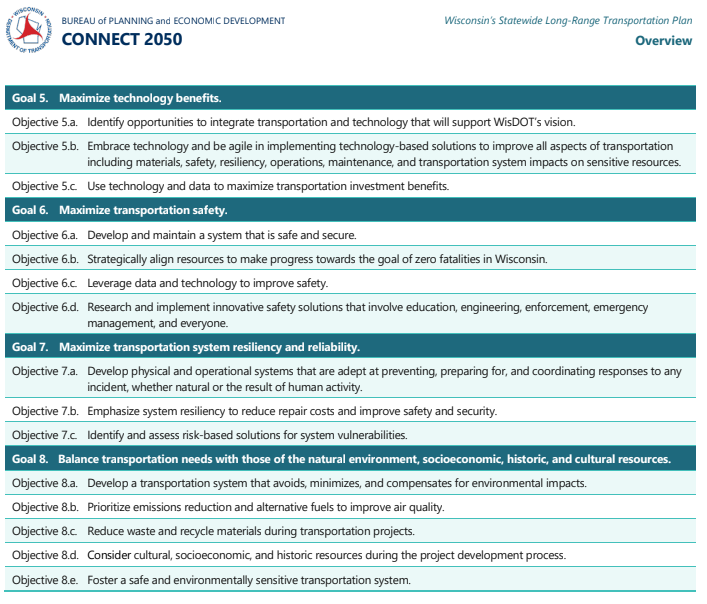 WISCONSIN
DEPARTMENT OF TRANSPORTATION
BUREAU of PLANNING and ECONOMIC DEVELOPMENT
CONNECT 2050
Wisconsin's Statewide Long-Range Transportation Plan
Overview
Goal 5. Maximize technology benefits.
Objective 5.a. Identify opportunities to integrate transportation and technology that will support WisDOT's vision.
Objective 5.b. Embrace technology and be agile in implementing technology-based solutions to improve all aspects of transportation
including materials, safety, resiliency, operations, maintenance, and transportation system impacts on sensitive resources.
Objective 5.c. Use technology and data to maximize transportation investment benefits.
Goal 6. Maximize transportation safety.
Objective 6.a. Develop and maintain a system that is safe and secure.
Objective 6.b. Strategically align resources to make progress towards the goal of zero fatalities in Wisconsin.
Objective 6.c. Leverage data and technology to improve safety.
Objective 6.d. Research and implement innovative safety solutions that involve education, engineering, enforcement, emergency
management, and everyone.
Goal 7. Maximize transportation system resiliency and reliability.
Objective 7.a. Develop physical and operational systems that are adept at preventing, preparing for, and coordinating responses to any
incident, whether natural or the result of human activity.
Objective 7.b. Emphasize system resiliency to reduce repair costs and improve safety and security.
Objective 7.c. Identify and assess risk-based solutions for system vulnerabilities.
Goal 8. Balance transportation needs with those of the natural environment, socioeconomic, historic, and cultural resources.
Objective 8.a. Develop a transportation system that avoids, minimizes, and compensates for environmental impacts.
Objective 8.b. Prioritize emissions reduction and alternative fuels to improve air quality.
Objective 8.c. Reduce waste and recycle materials during transportation projects.
Objective 8.d. Consider cultural, socioeconomic, and historic resources during the project development process.
Objective 8.e. Foster a safe and environmentally sensitive transportation system.